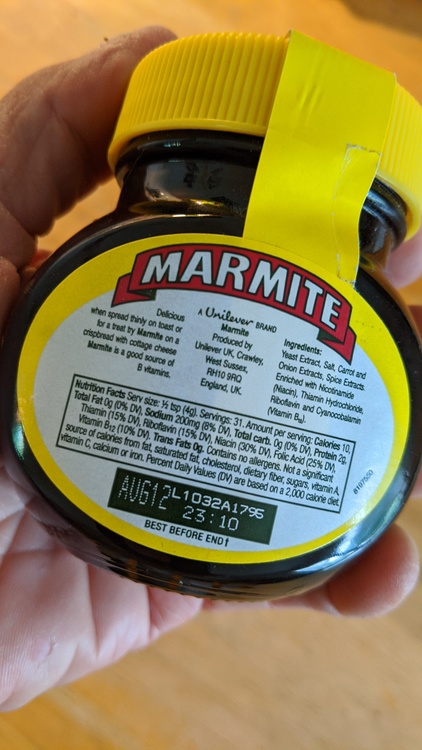 MARMITE
Delicious
when spread thinly on toast or
for a treat try Marmite on a
crispbread with cottage cheese
Marmite is a good source of
B vitamins.
A Unilever BRAND
Marmite
Produced by
Unilever UK, Crawley,
West Sussex,
RH10 9RQ
England, UK.
Ingredients:
Yeast Extract, Salt, Carrot and
Onion Extracts, Spice Extracts
Enriched with Nicotinamide
(Niacin), Thiamin Hydrochloride,
Riboflavin and Cyanocobalamin
(Vitamin B12).
Nutrition Facts Serv size: ½ tsp (4g), Servings: 31. Amount per serving: Calories 10,
Total Fat 0g (0% DV), Sodium 200mg (8% DV), Total carb. 0g (0% DV), Protein 2g,
Thiamin (15% DV), Riboflavin (15% DV), Niacin (30% DV), Folic Acid (25% DV),
Vitamin B12 (10% DV). Trans Fats 0g. Contains no allergens. Not a significant
source of calories from fat, saturated fat, cholesterol, dietary fiber, sugars, vitamin A,
vitamin C, calcium or iron. Percent Daily Values (DV) are based on a 2,000 calorie diet.
AUG12 L1032A1795
23:10
BEST BEFORE END↑
8197550